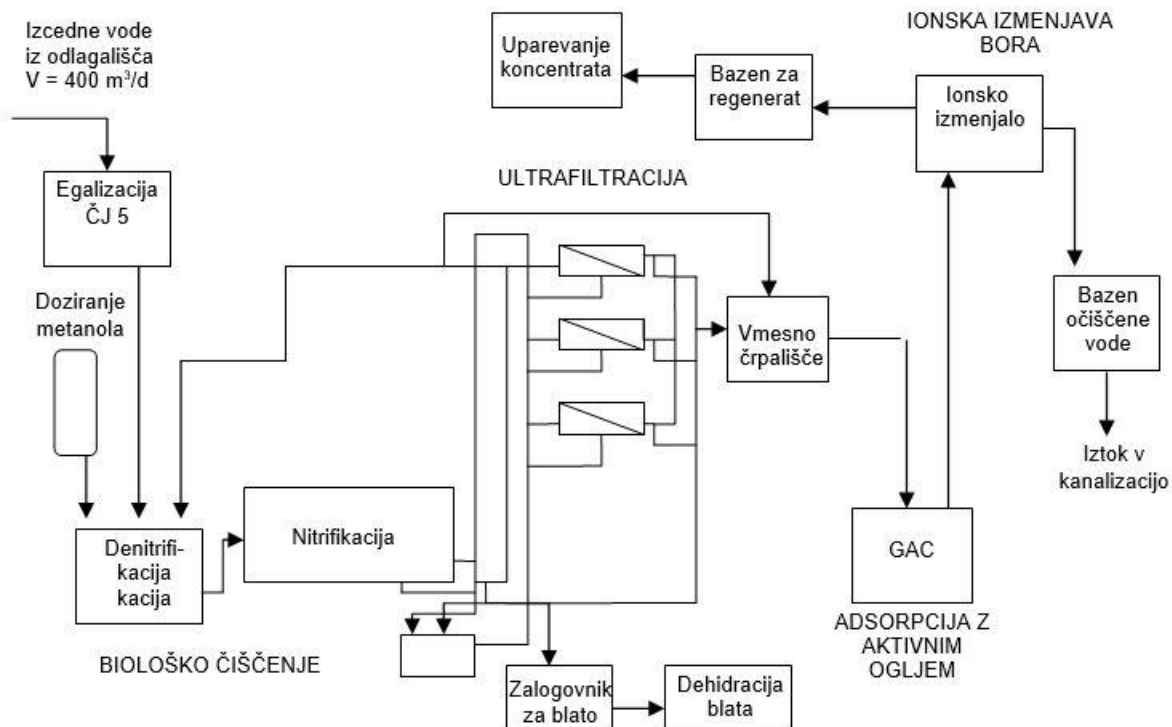 Izcedne vode
iz odlagališča
V = 400 m³/d
Egalizacija
ČJ 5
Doziranje
metanola
Denitrifi-
kacija
kacija
Nitrifikacija
BIOLOŠKO ČIŠČENJE
ULTRAFILTRACIJA
Uparevanje
koncentrata
Bazen za
regenerat
IONSKA IZMENJAVA
BORA
Ionsko
izmenjalo
Vmesno
črpališče
Bazen
očiščene
vode
Iztok v
kanalizacijo
GAC
ADSORPCIJA Z
AKTIVNIM
OGLJEM
Zalogovnik
za blato
Dehidracija
blata